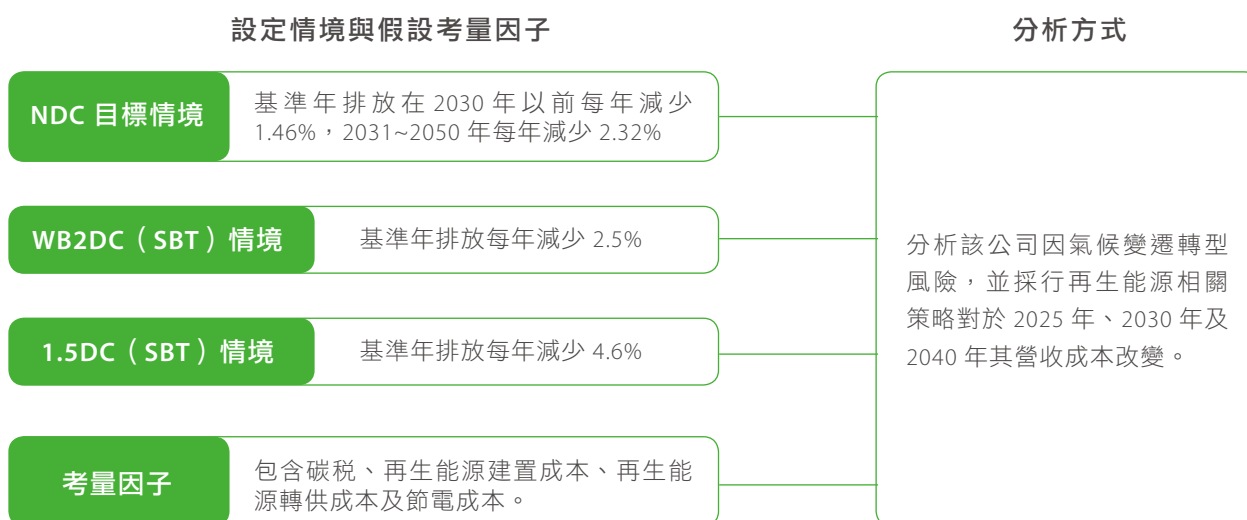 設定情境與假設考量因子
分析方式
NDC 目標情境
基準年排放在 2030 年以前每年減少
1.46%，2031~2050 年每年減少 2.32%
WB2DC（SBT）情境
基準年排放每年減少 2.5%
1.5DC（SBT）情境
基準年排放每年減少 4.6%
考量因子
包含碳稅、再生能源建置成本、再生能
源轉供成本及節電成本。
分析該公司因氣候變遷轉型
風險，並採行再生能源相關
策略對於 2025 年、2030 年及
2040 年其營收成本改變。